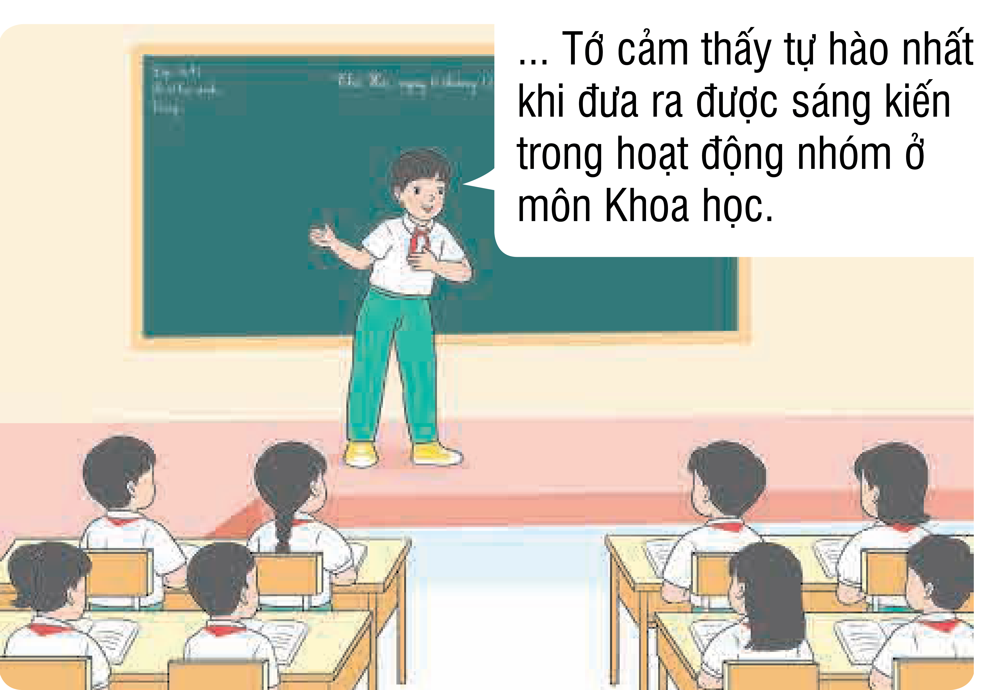 ... Tớ cảm thấy tự hào nhất
khi đưa ra được sáng kiến
trong hoạt động nhóm ở
môn Khoa học.